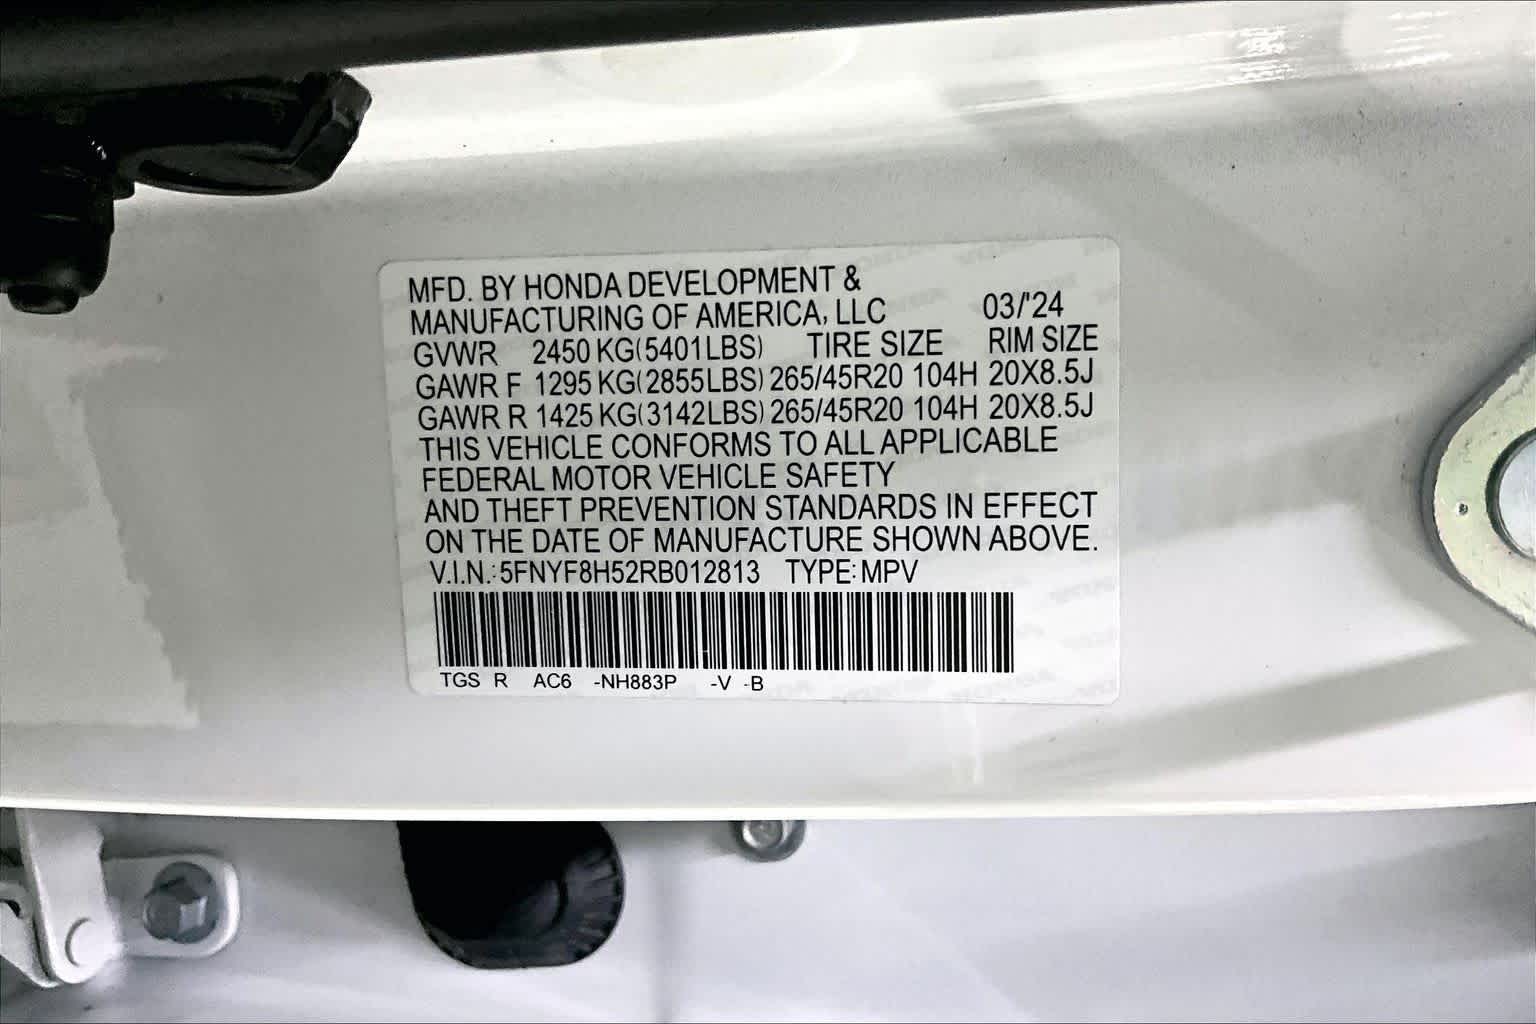 MFD. BY HONDA DEVELOPMENT &
MANUFACTURING OF AMERICA, LLC 03/'24
GVWR 2450 KG(5401LBS) TIRE SIZE RIM SIZE
GAWR F 1295 KG(2855LBS) 265/45R20 104H 20X8.5J
GAWR R 1425 KG(3142LBS) 265/45R20 104H 20X8.5J
THIS VEHICLE CONFORMS TO ALL APPLICABLE
FEDERAL MOTOR VEHICLE SAFETY
AND THEFT PREVENTION STANDARDS IN EFFECT
ON THE DATE OF MANUFACTURE SHOWN ABOVE.
V.I.N.:5FNYF8H52RB012813 TYPE:MPV
TGS R AC6 -NH883P -V -B